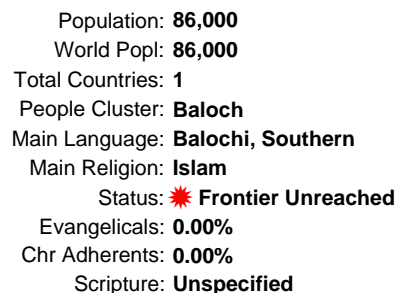 Population: 86,000
World Popl: 86,000
Total Countries: 1
People Cluster: Baloch
Main Language: Balochi, Southern
Main Religion: Islam
Status: Frontier Unreached
Evangelicals: 0.00%
Chr Adherents: 0.00%
Scripture: Unspecified